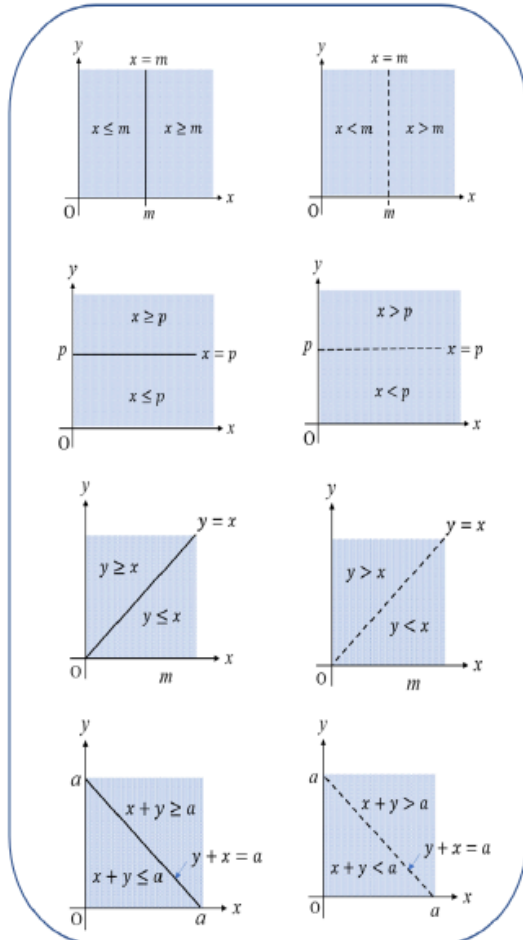 y
x = m
x ≤ m
x ≥ m
O
m
x
y
x = m
x < m
x > m
O
m
x
y
x ≥ p
p
x = p
x ≤ p
O
x
y
x > p
p
x = p
x < p
O
x
y
y = x
y ≥ x
y ≤ x
O
m
x
y
y = x
y > x
y < x
O
m
x
y
a
x + y ≥ a
y + x = a
x + y ≤ a
O
a
x
y
a
x + y > a
y + x = a
x + y < a
O
a
x